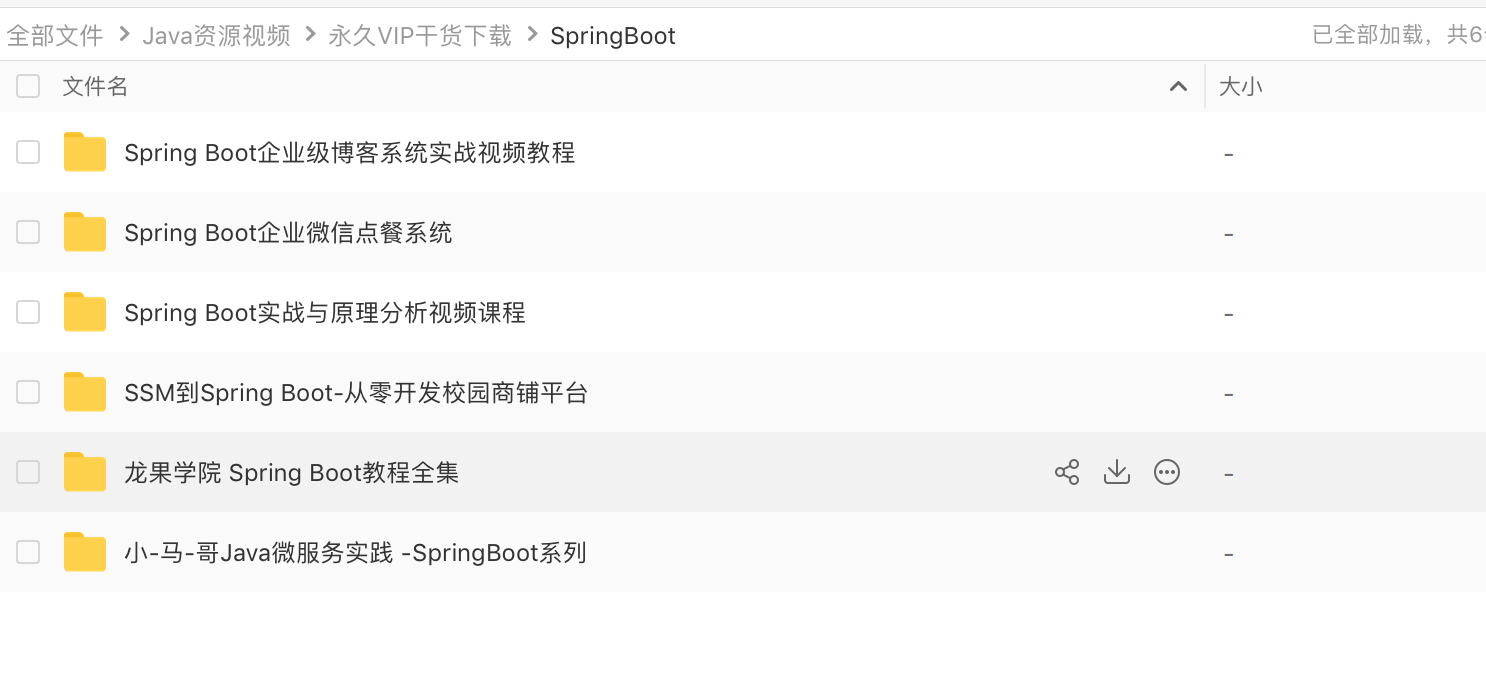 全部文件 > Java资源视频 > 永久VIP干货下载 > SpringBoot 已全部加载，共6
文件名 大小
Spring Boot企业级博客系统实战视频教程 -
Spring Boot企业微信点餐系统 -
Spring Boot实战与原理分析视频课程 -
SSM到Spring Boot-从零开发校园商铺平台 -
龙果学院 Spring Boot教程全集 -
小-马-哥Java微服务实践 -SpringBoot系列 -